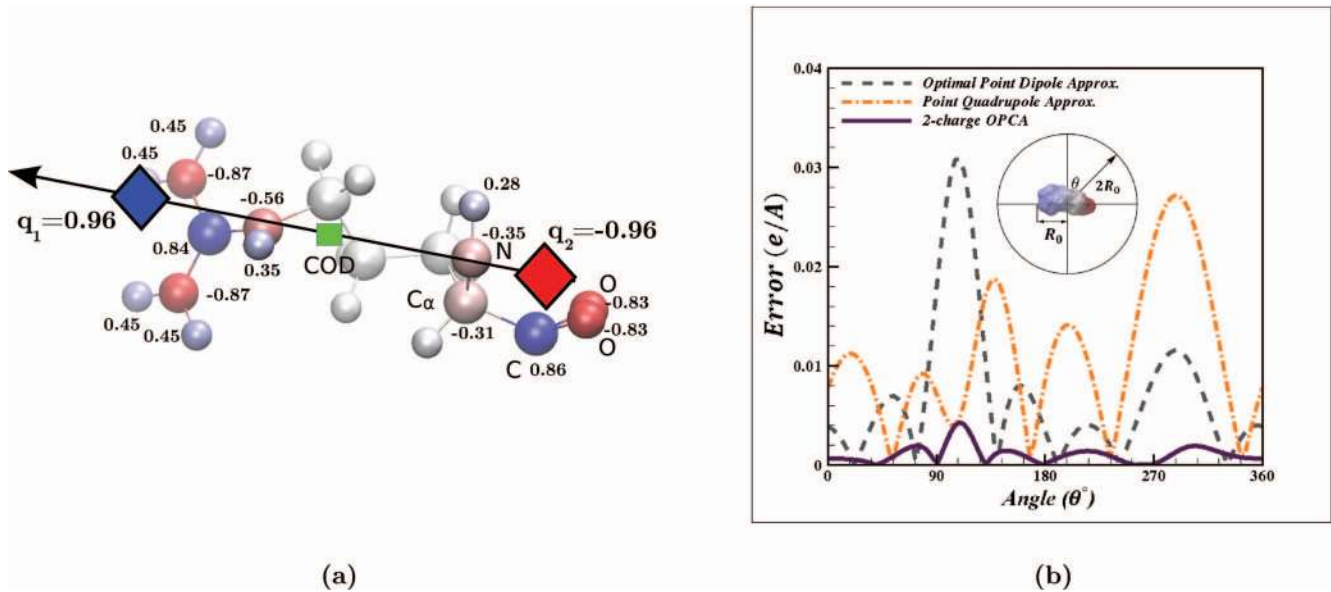 0.45
0.45
-0.87
-0.56
q1=0.96
0.84
0.35
COD
-0.87
0.45
0.45
0.28
-0.35
N
q2=-0.96
Cα
-0.31
O
-0.83
-0.83
O
C
0.86
(a)
0.04
0.03
0.02
0.01
0
Error (e/A)
Optimal Point Dipole Approx.
Point Quadrupole Approx.
2-charge OPCA
θ
2R0
R0
0
90
180
270
360
Angle (θ°)
(b)